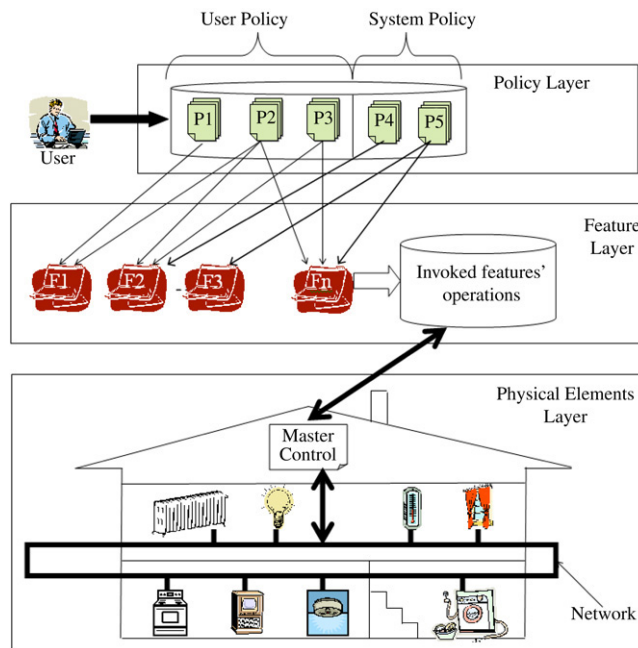 User Policy
System Policy
Policy Layer
P1
P2
P3
P4
P5
User
Feature
Layer
F1
F2
F3
Fn
Invoked features'
operations
Physical Elements
Layer
Master
Control
Network